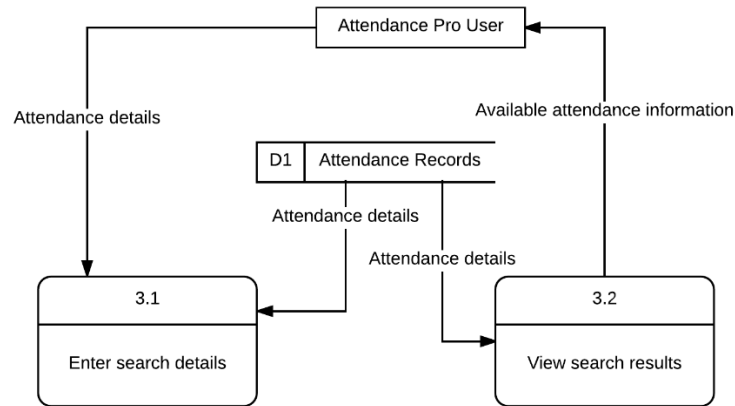 Attendance Pro User
Attendance details
Available attendance information
D1 Attendance Records
Attendance details
Attendance details
3.1
3.2
Enter search details
View search results